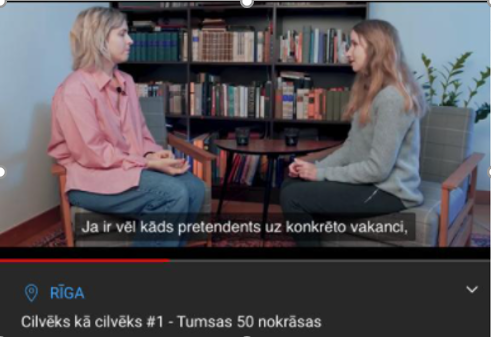 Ja ir vēl kāds pretendents uz konkrēto vakanci,
RĪGA
Cilvēks kā cilvēks #1 - Tumsas 50 nokrāsas